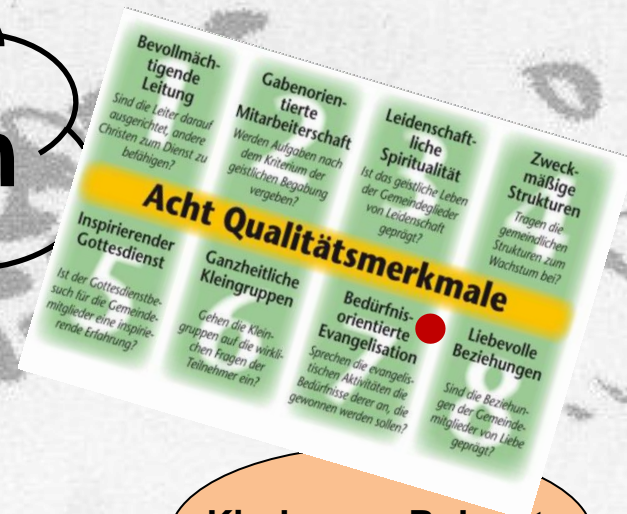 Bevollmäch-
tigende
Leitung
Sind die Leiter darauf
ausgerichtet, andere
Christen zum Dienst zu
befähigen?
Gabenorien-
tierte
Mitarbeiterschaft
Werden Aufgaben nach
dem Kriterium der
geistlichen Begabung
vergeben?
Leidenschaft-
liche
Spiritualität
Ist das geistliche Leben
der Gemeindeglieder
von Leidenschaft
geprägt?
Zweck-
mäßige
Strukturen
Tragen die
gemeindlichen
Strukturen zum
Wachstum bei?
Acht Qualitätsmerkmale
5
Inspirierender
Gottesdienst
Ist der Gottesdienstbe-
such für die Gemeinde-
mitglieder eine inspirie-
rende Erfahrung?
6
Ganzheitliche
Kleingruppen
Gehen die Klein-
gruppen auf die wirkli-
chen Fragen der
Teilnehmer ein?
7
Bedürfnis-
orientierte
Evangelisation
Sprechen die evangelis-
tischen Aktivitäten die
Bedürfnisse derer an, die
gewonnen werden sollen?
8
Liebevolle
Beziehungen
Sind die Beziehun-
gen der Gemeinde-
mitglieder von Liebe
geprägt?